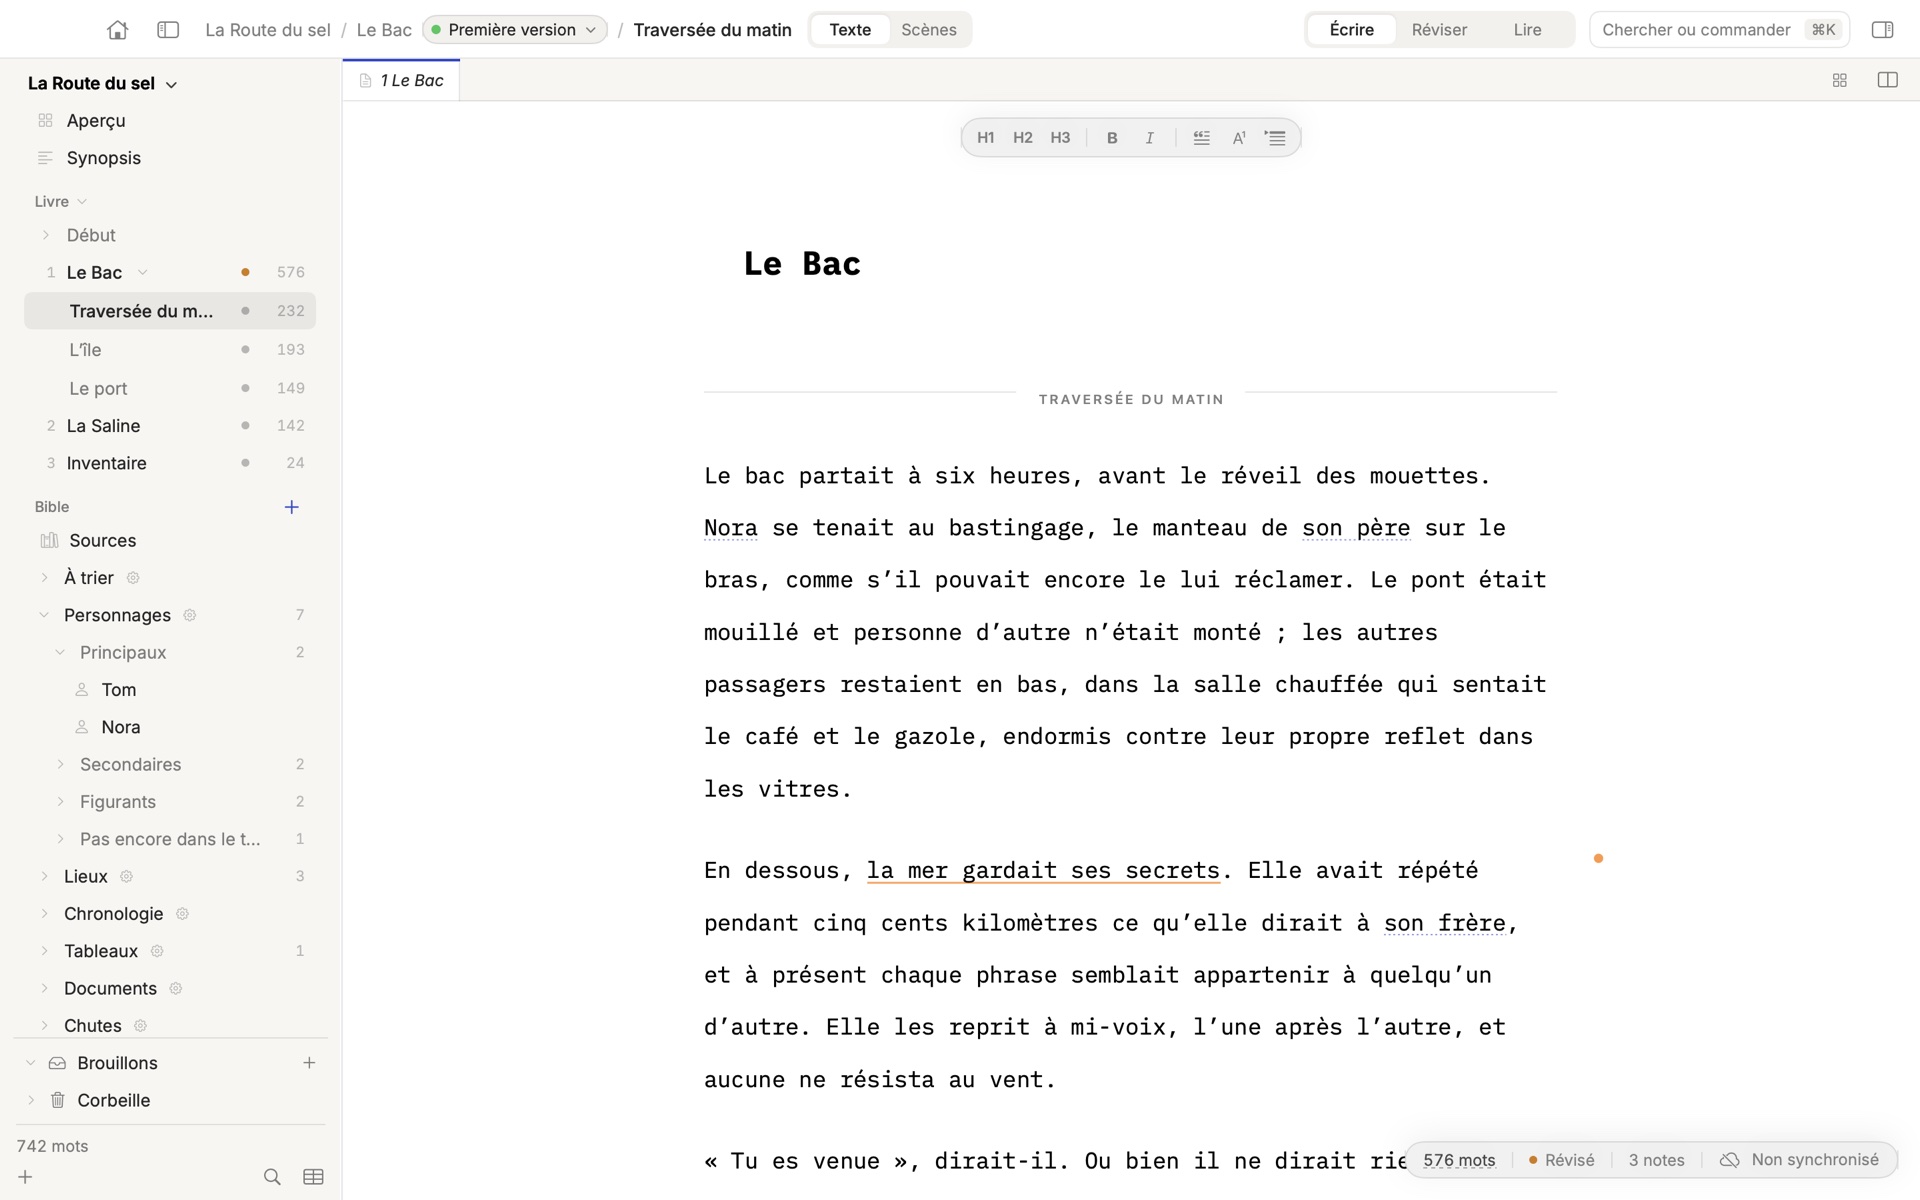 La Route du sel / Le Bac Première version / Traversée du matin Texte Scènes Écrire Réviser Lire Chercher ou commander ⌘K
La Route du sel
Aperçu
Synopsis
Livre
Début
1 Le Bac 576
Traversée du m... 232
L’île 193
Le port 149
2 La Saline 142
3 Inventaire 24
Bible
Sources
À trier
Personnages 7
Principaux 2
Tom
Nora
Secondaires 2
Figurants 2
Pas encore dans le t... 1
Lieux 3
Chronologie
Tableaux 1
Documents
Chutes
Brouillons
Corbeille
742 mots
1 Le Bac
H1 H2 H3 B I A¹
Le Bac
TRAVERSÉE DU MATIN
Le bac partait à six heures, avant le réveil des mouettes.
Nora se tenait au bastingage, le manteau de son père sur le
bras, comme s’il pouvait encore le lui réclamer. Le pont était
mouillé et personne d’autre n’était monté ; les autres
passagers restaient en bas, dans la salle chauffée qui sentait
le café et le gazole, endormis contre leur propre reflet dans
les vitres.
En dessous, la mer gardait ses secrets. Elle avait répété
pendant cinq cents kilomètres ce qu’elle dirait à son frère,
et à présent chaque phrase semblait appartenir à quelqu’un
d’autre. Elle les reprit à mi-voix, l’une après l’autre, et
aucune ne résista au vent.
« Tu es venue », dirait-il. Ou bien il ne dirait rie
576 mots Révisé 3 notes Non synchronisé